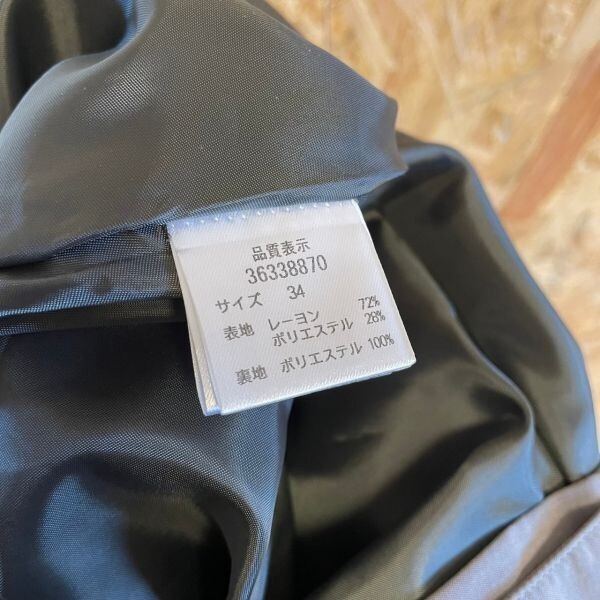 品質表示
36338870
サイズ 34
表地 レーヨン 72%
ポリエステル 28%
裏地 ポリエステル 100%